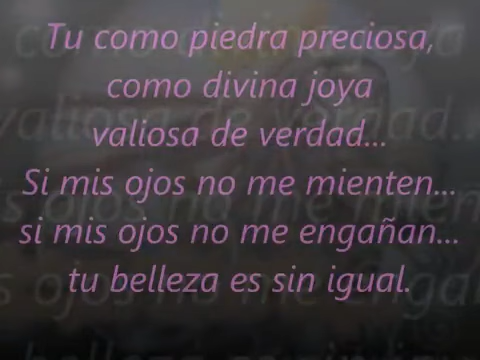 Tu como piedra preciosa,
como divina joya
valiosa de verdad...
Si mis ojos no me mienten...
si mis ojos no me engañan...
tu belleza es sin igual.